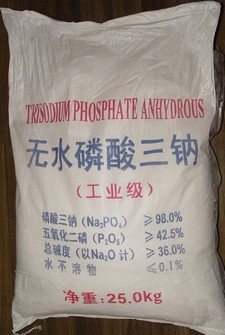 TRISODIUM PHOSPHATE ANHYDROUS
无水磷酸三钠
(工业级)
磷酸三钠(Na₃PO₄) ≥98.0%
五氧化二磷(P₂O₅) ≥42.5%
总碱度(以Na₂O计) ≥36.0%
水不溶物 ≤0.1%
净重:25.0kg